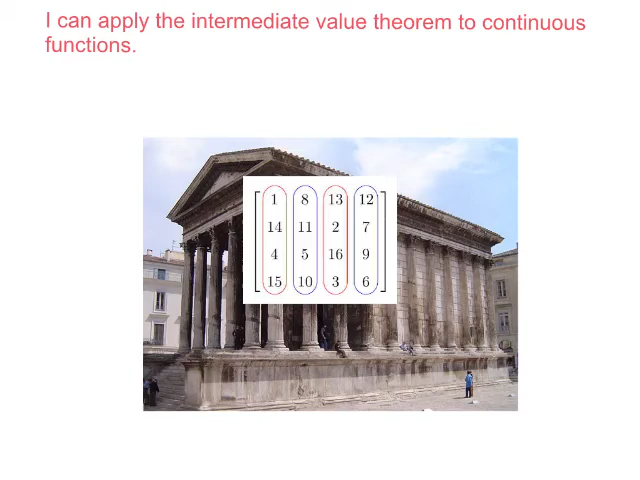 I can apply the intermediate value theorem to continuous
functions.
1 8 13 12
14 11 2 7
4 5 16 9
15 10 3 6